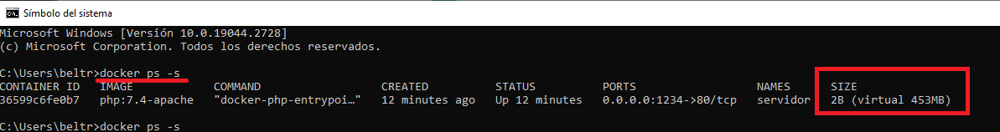 Símbolo del sistema
Microsoft Windows [Versión 10.0.19044.2728]
(c) Microsoft Corporation. Todos los derechos reservados.
C:\Users\beltr>docker ps -s
CONTAINER ID IMAGE COMMAND CREATED STATUS PORTS NAMES SIZE
36599c6fe0b7 php:7.4-apache "docker-php-entrypoi…" 12 minutes ago Up 12 minutes 0.0.0.0:1234->80/tcp servidor 2B (virtual 453MB)
C:\Users\beltr>docker ps -s